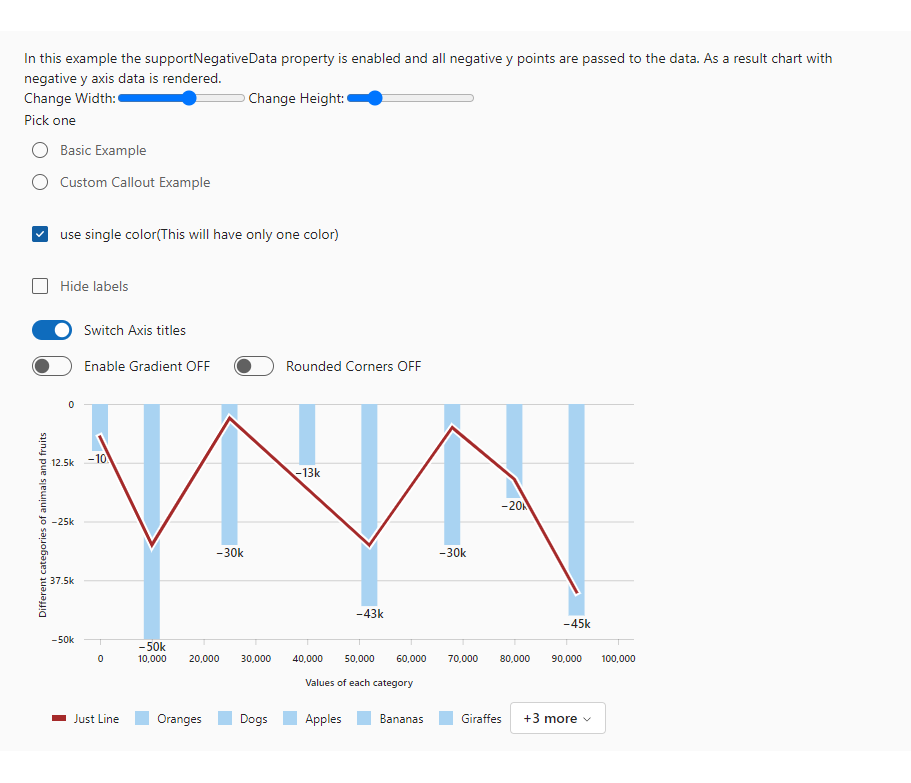 In this example the supportNegativeData property is enabled and all negative y points are passed to the data. As a result chart with
negative y axis data is rendered.
Change Width: Change Height:
Pick one
Basic Example
Custom Callout Example
use single color(This will have only one color)
Hide labels
Switch Axis titles
Enable Gradient OFF Rounded Corners OFF
Different categories of animals and fruits
0
12.5k
−25k
37.5k
−50k
−10
−50k
−30k
−13k
−43k
−30k
−20k
−45k
0 10,000 20,000 30,000 40,000 50,000 60,000 70,000 80,000 90,000 100,000
Values of each category
Just Line Oranges Dogs Apples Bananas Giraffes +3 more